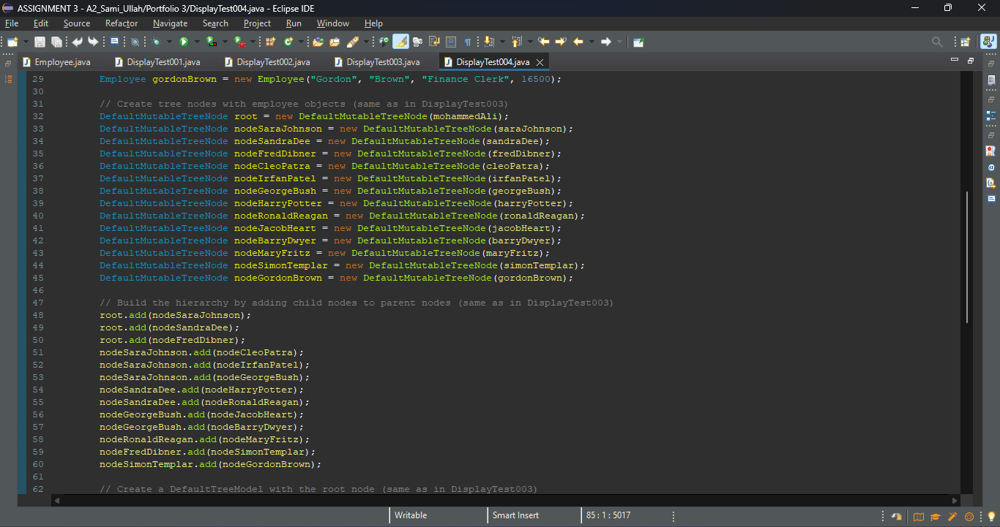 ASSIGNMENT 3 - A2_Sami_Ullah/Portfolio 3/DisplayTest004.java - Eclipse IDE
File Edit Source Refactor Navigate Search Project Run Window Help
Employee.java DisplayTest001.java DisplayTest002.java DisplayTest003.java DisplayTest004.java
29 Employee gordonBrown = new Employee("Gordon", "Brown", "Finance Clerk", 16500);
30
31 // Create tree nodes with employee objects (same as in DisplayTest003)
32 DefaultMutableTreeNode root = new DefaultMutableTreeNode(mohammedAli);
33 DefaultMutableTreeNode nodeSaraJohnson = new DefaultMutableTreeNode(saraJohnson);
34 DefaultMutableTreeNode nodeSandraDee = new DefaultMutableTreeNode(sandraDee);
35 DefaultMutableTreeNode nodeFredDibner = new DefaultMutableTreeNode(fredDibner);
36 DefaultMutableTreeNode nodeCleoPatra = new DefaultMutableTreeNode(cleoPatra);
37 DefaultMutableTreeNode nodeIrfanPatel = new DefaultMutableTreeNode(irfanPatel);
38 DefaultMutableTreeNode nodeGeorgeBush = new DefaultMutableTreeNode(georgeBush);
39 DefaultMutableTreeNode nodeHarryPotter = new DefaultMutableTreeNode(harryPotter);
40 DefaultMutableTreeNode nodeRonaldReagan = new DefaultMutableTreeNode(ronaldReagan);
41 DefaultMutableTreeNode nodeJacobHeart = new DefaultMutableTreeNode(jacobHeart);
42 DefaultMutableTreeNode nodeBarryDwyer = new DefaultMutableTreeNode(barryDwyer);
43 DefaultMutableTreeNode nodeMaryFritz = new DefaultMutableTreeNode(maryFritz);
44 DefaultMutableTreeNode nodeSimonTemplar = new DefaultMutableTreeNode(simonTemplar);
45 DefaultMutableTreeNode nodeGordonBrown = new DefaultMutableTreeNode(gordonBrown);
46
47 // Build the hierarchy by adding child nodes to parent nodes (same as in DisplayTest003)
48 root.add(nodeSaraJohnson);
49 root.add(nodeSandraDee);
50 root.add(nodeFredDibner);
51 nodeSaraJohnson.add(nodeCleoPatra);
52 nodeSaraJohnson.add(nodeIrfanPatel);
53 nodeSaraJohnson.add(nodeGeorgeBush);
54 nodeSandraDee.add(nodeHarryPotter);
55 nodeSandraDee.add(nodeRonaldReagan);
56 nodeGeorgeBush.add(nodeJacobHeart);
57 nodeGeorgeBush.add(nodeBarryDwyer);
58 nodeRonaldReagan.add(nodeMaryFritz);
59 nodeFredDibner.add(nodeSimonTemplar);
60 nodeSimonTemplar.add(nodeGordonBrown);
61
62 // Create a DefaultTreeModel with the root node (same as in DisplayTest003)
Writable Smart Insert 85 : 1 : 5017